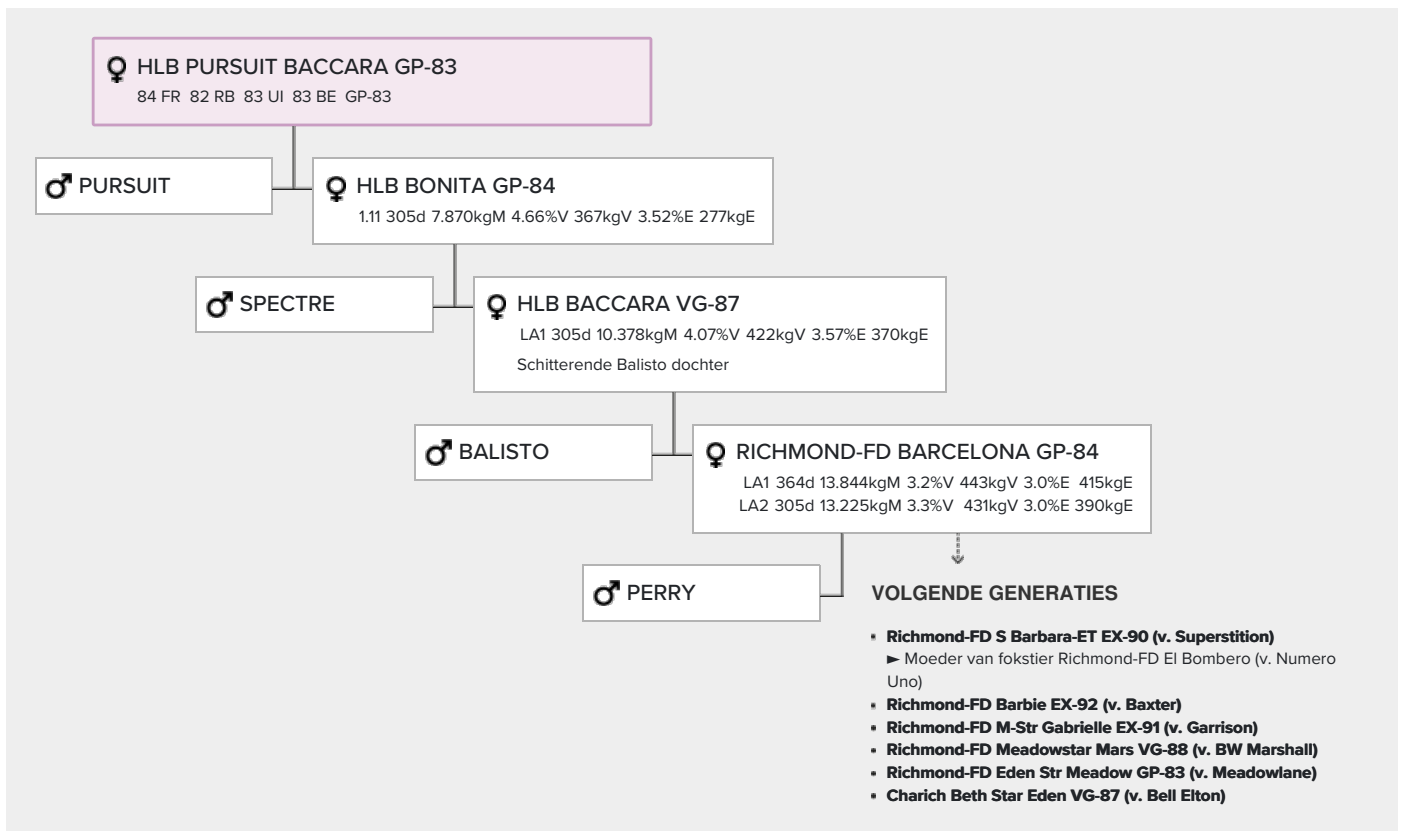 HLB PURSUIT BACCARA GP-83
84 FR 82 RB 83 UI 83 BE GP-83
PURSUIT
HLB BONITA GP-84
1.11 305d 7.870kgM 4.66%V 367kgV 3.52%E 277kgE
SPECTRE
HLB BACCARA VG-87
LA1 305d 10.378kgM 4.07%V 422kgV 3.57%E 370kgE
Schitterende Balisto dochter
BALISTO
RICHMOND-FD BARCELONA GP-84
LA1 364d 13.844kgM 3.2%V 443kgV 3.0%E 415kgE
LA2 305d 13.225kgM 3.3%V 431kgV 3.0%E 390kgE
PERRY
VOLGENDE GENERATIES
▪ Richmond-FD S Barbara-ET EX-90 (v. Superstition)
► Moeder van fokstier Richmond-FD El Bombero (v. Numero
Uno)
▪ Richmond-FD Barbie EX-92 (v. Baxter)
▪ Richmond-FD M-Str Gabrielle EX-91 (v. Garrison)
▪ Richmond-FD Meadowstar Mars VG-88 (v. BW Marshall)
▪ Richmond-FD Eden Str Meadow GP-83 (v. Meadowlane)
▪ Charich Beth Star Eden VG-87 (v. Bell Elton)